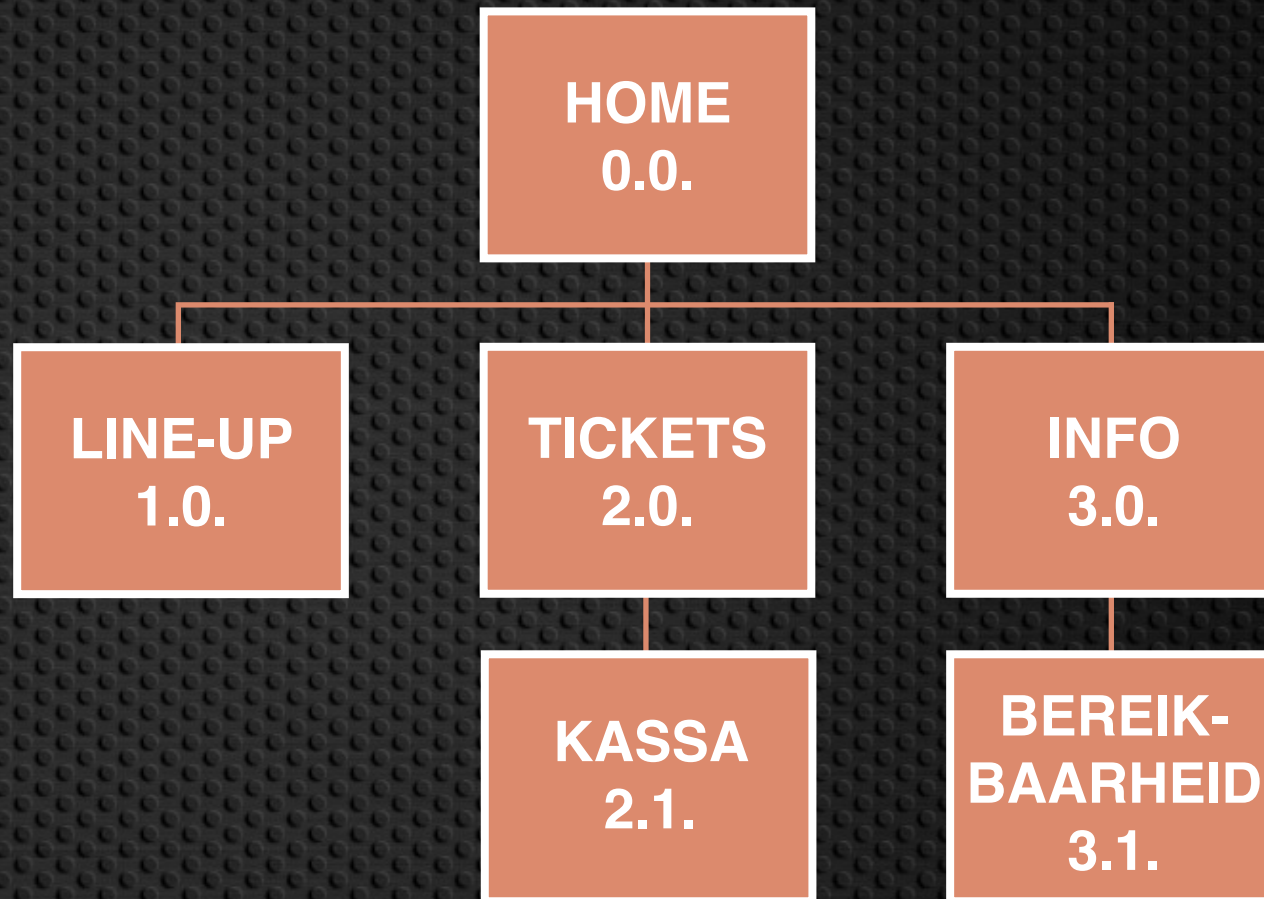 HOME
0.0.
LINE-UP
1.0.
TICKETS
2.0.
INFO
3.0.
KASSA
2.1.
BEREIK-
BAARHEID
3.1.